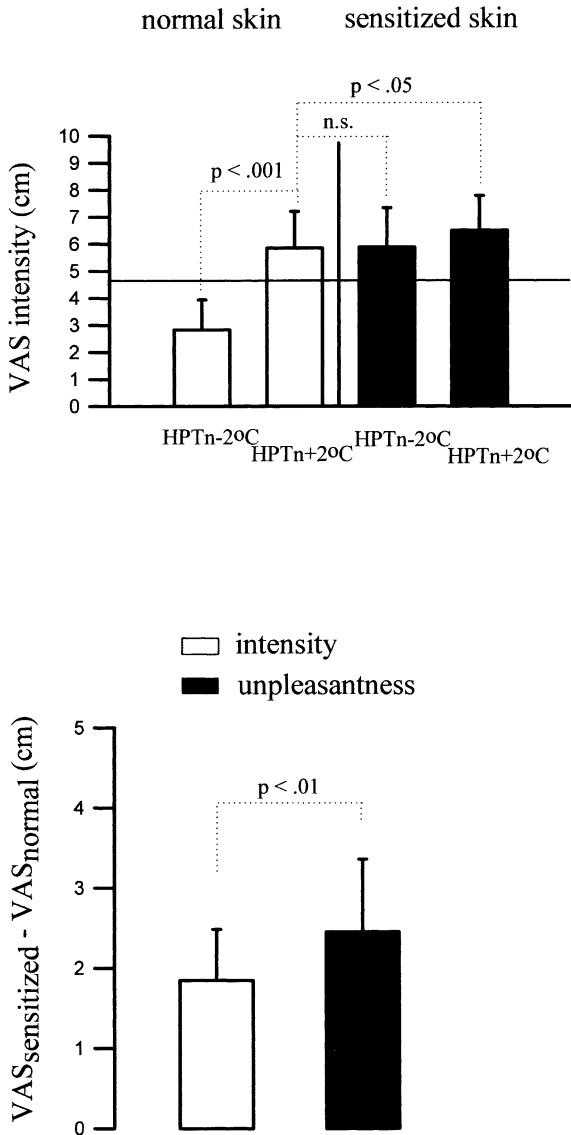 normal skin sensitized skin
p < .05
n.s.
p < .001
VAS intensity (cm)
10
9
8
7
6
5
4
3
2
1
0
HPTn-2ºC HPTn+2ºC HPTn-2ºC HPTn+2ºC
intensity
unpleasantness
VASsensitized - VASnormal (cm)
5
4
3
2
1
0
p < .01